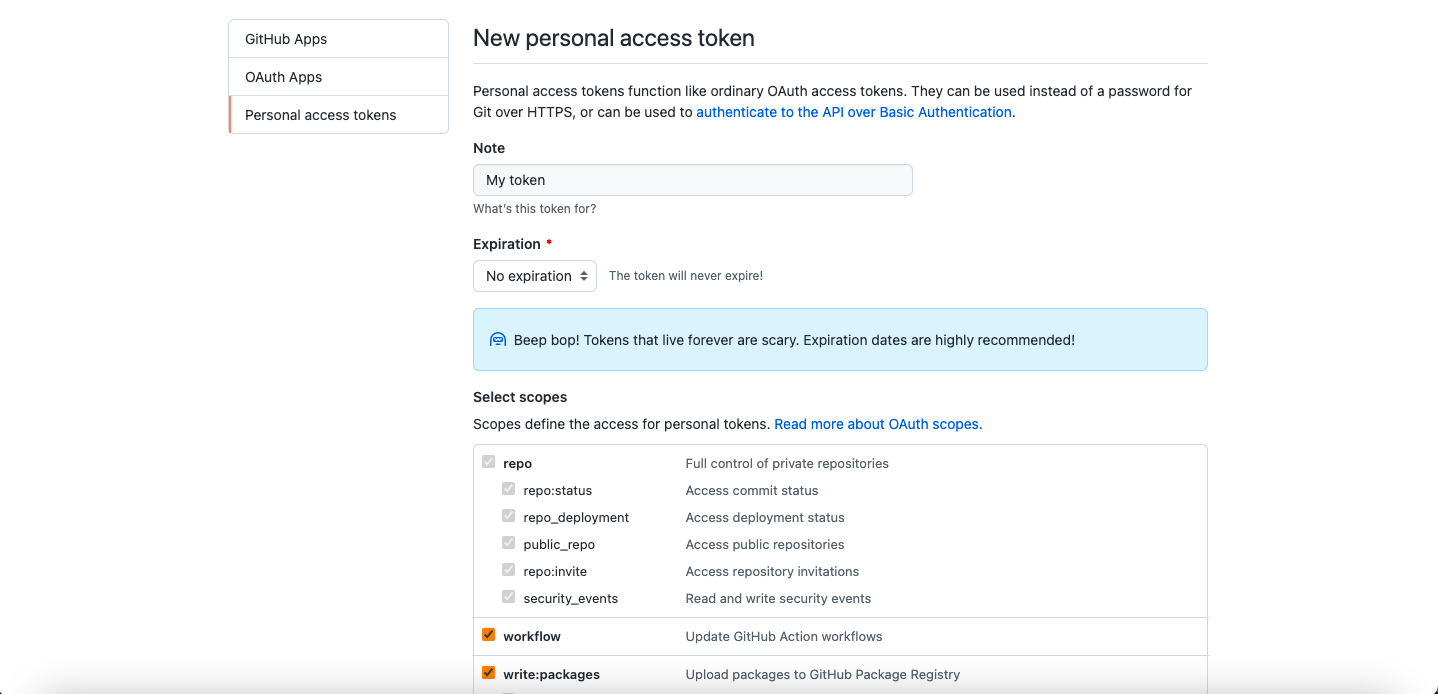 GitHub Apps
OAuth Apps
Personal access tokens
New personal access token
Personal access tokens function like ordinary OAuth access tokens. They can be used instead of a password for
Git over HTTPS, or can be used to authenticate to the API over Basic Authentication.
Note
My token
What's this token for?
Expiration *
No expiration The token will never expire!
Beep bop! Tokens that live forever are scary. Expiration dates are highly recommended!
Select scopes
Scopes define the access for personal tokens. Read more about OAuth scopes.
repo Full control of private repositories
repo:status Access commit status
repo_deployment Access deployment status
public_repo Access public repositories
repo:invite Access repository invitations
security_events Read and write security events
workflow Update GitHub Action workflows
write:packages Upload packages to GitHub Package Registry